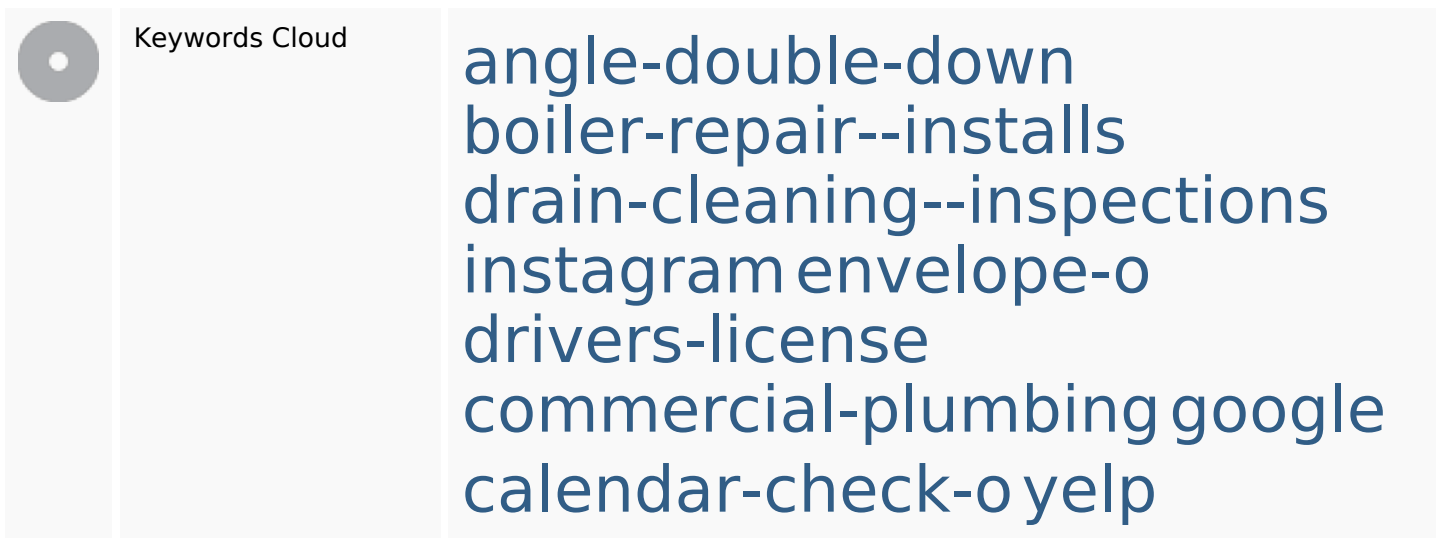 Keywords Cloud
angle-double-down
boiler-repair--installs
drain-cleaning--inspections
instagram envelope-o
drivers-license
commercial-plumbing google
calendar-check-o yelp